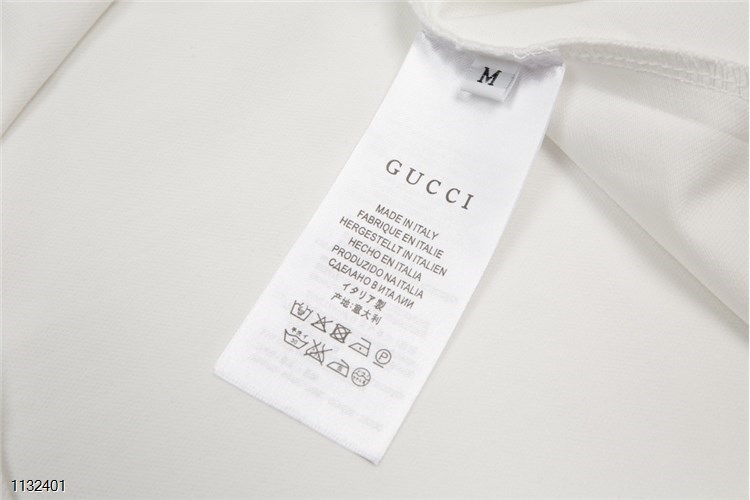 M
GUCCI
MADE IN ITALY
FABRIQUE EN ITALIE
HERGESTELLT IN ITALIEN
HECHO EN ITALIA
PRODUZIDO NA ITALIA
СДЕЛАНО В ИТАЛИИ
イタリア製
产地:意大利
P
1132401